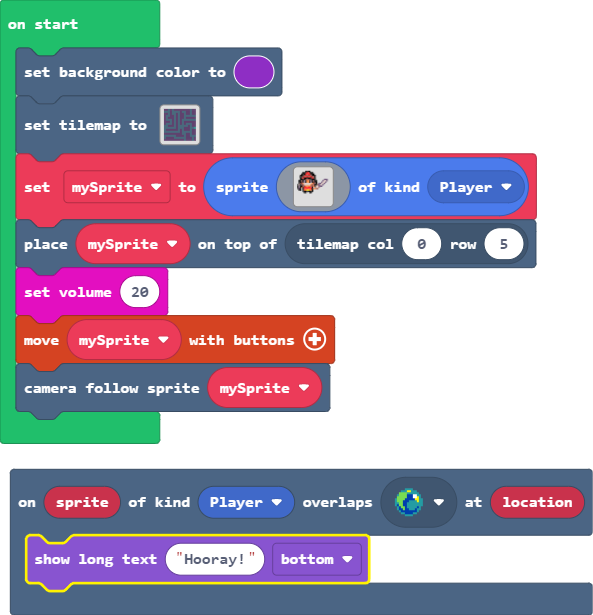 on start
set background color to
set tilemap to
set mySprite to sprite of kind Player
place mySprite on top of tilemap col 0 row 5
set volume 20
move mySprite with buttons
camera follow sprite mySprite
on sprite of kind Player overlaps at location
show long text "Hooray!" bottom